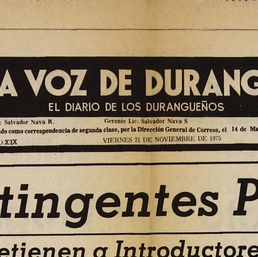 A VOZ DE DURANG
EL DIARIO DE LOS DURANGUEÑOS
Salvador Nava R. Gerente Lic. Salvador Nava S
como correspondencia de segunda clase, por la Dirección General de Correos, el 14 de Ma
XIX VIERNES 21 DE NOVIEMBRE DE 1975
tingentes P
etienen a Introductore